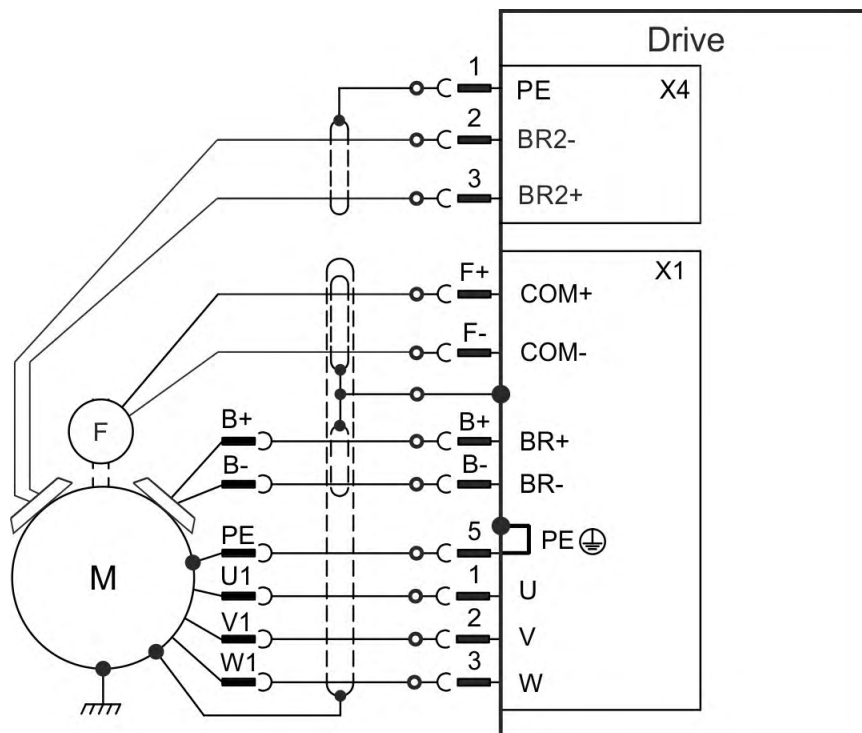 Drive
1
PE
X4
2
BR2-
3
BR2+
X1
F+
COM+
F-
COM-
F
B+
B+
BR+
B-
B-
BR-
PE
5
PE
M
U1
1
U
V1
2
V
W1
3
W